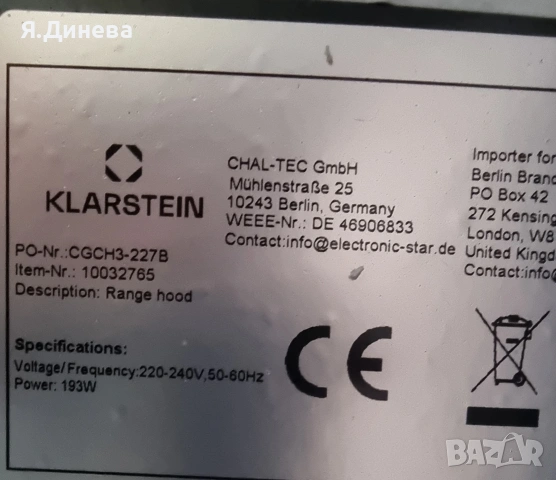 Я.Динева
KLARSTEIN
PO-Nr.:CGCH3-227B
Item-Nr.: 10032765
Description: Range hood
CHAL-TEC GmbH
Mühlenstraße 25
10243 Berlin, Germany
WEEE-Nr.: DE 46906833
Contact:info@electronic-star.de
Importer for
Berlin Brand
PO Box 42
272 Kensing
London, W8
United Kingd
Contact:info@
Specifications:
Voltage/Frequency:220-240V,50-60Hz
Power: 193W
CE
bazar